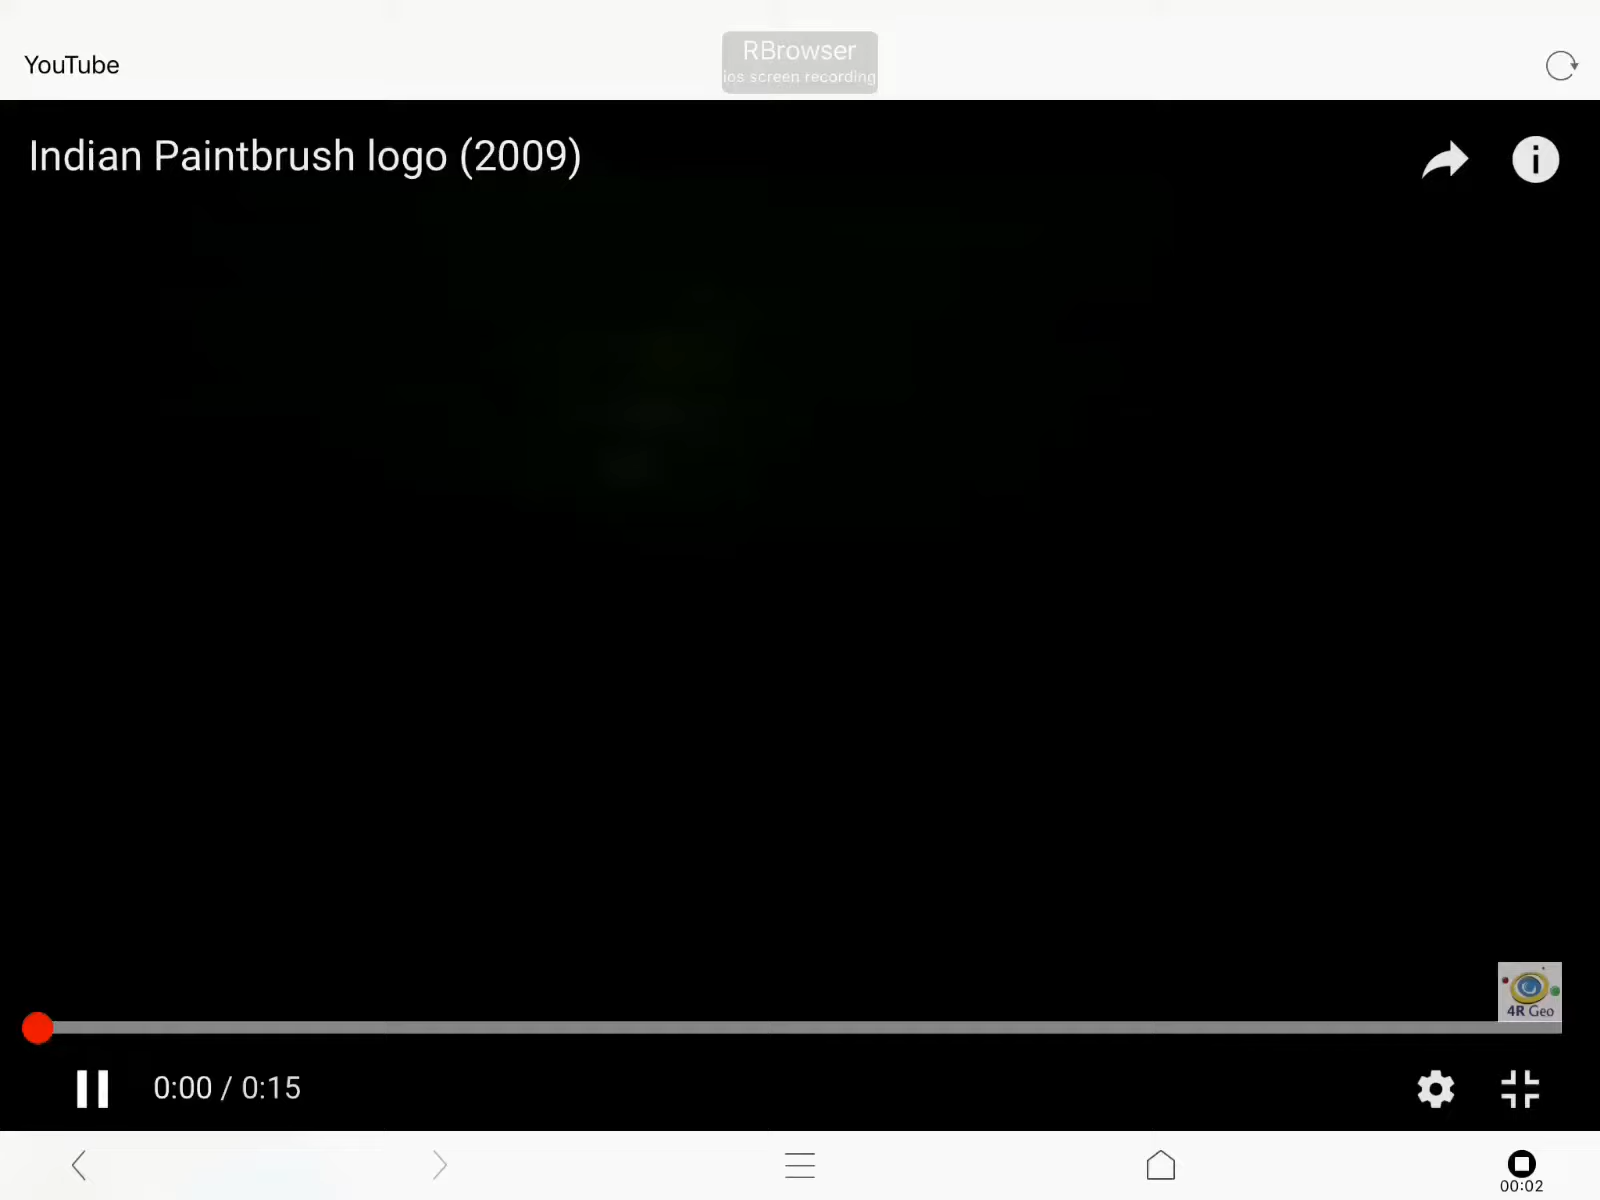 YouTube
RBrowser
ios screen recording
Indian Paintbrush logo (2009)
4R Geo
0:00 / 0:15
00:02